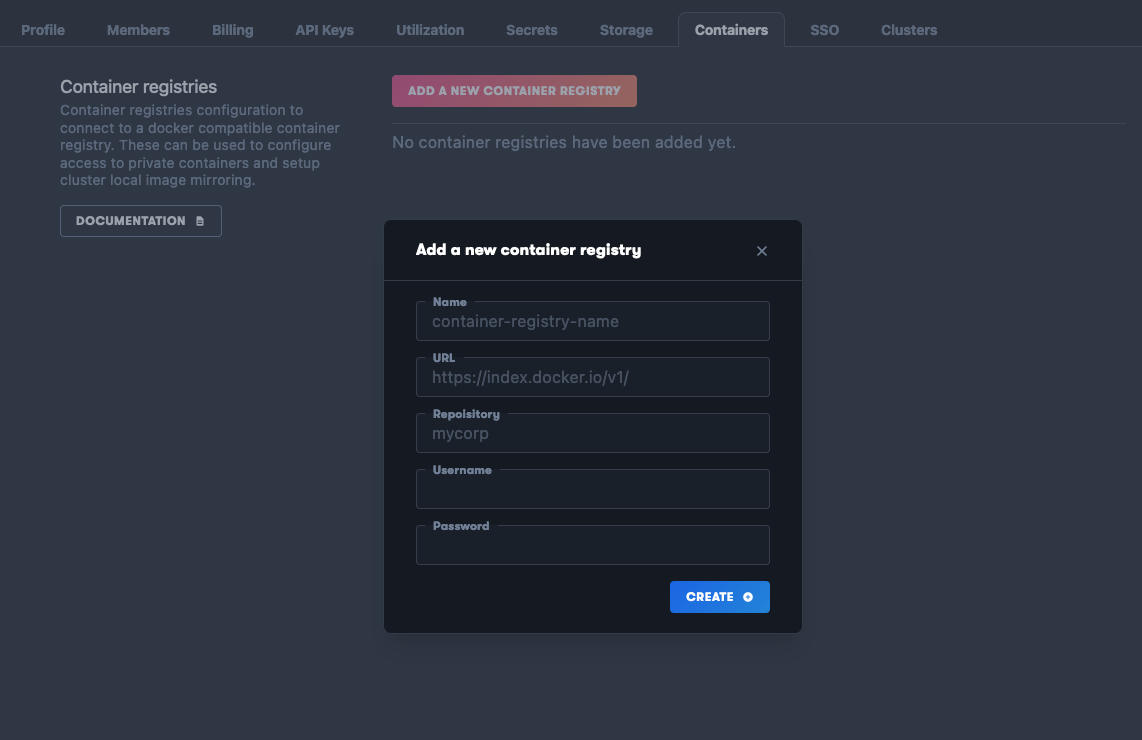 Profile Members Billing API Keys Utilization Secrets Storage Containers SSO Clusters
Container registries
Container registries configuration to
connect to a docker compatible container
registry. These can be used to configure
access to private containers and setup
cluster local image mirroring.
DOCUMENTATION
ADD A NEW CONTAINER REGISTRY
No container registries have been added yet.
Add a new container registry
Name
container-registry-name
URL
https://index.docker.io/v1/
Repoisitory
mycorp
Username
Password
CREATE